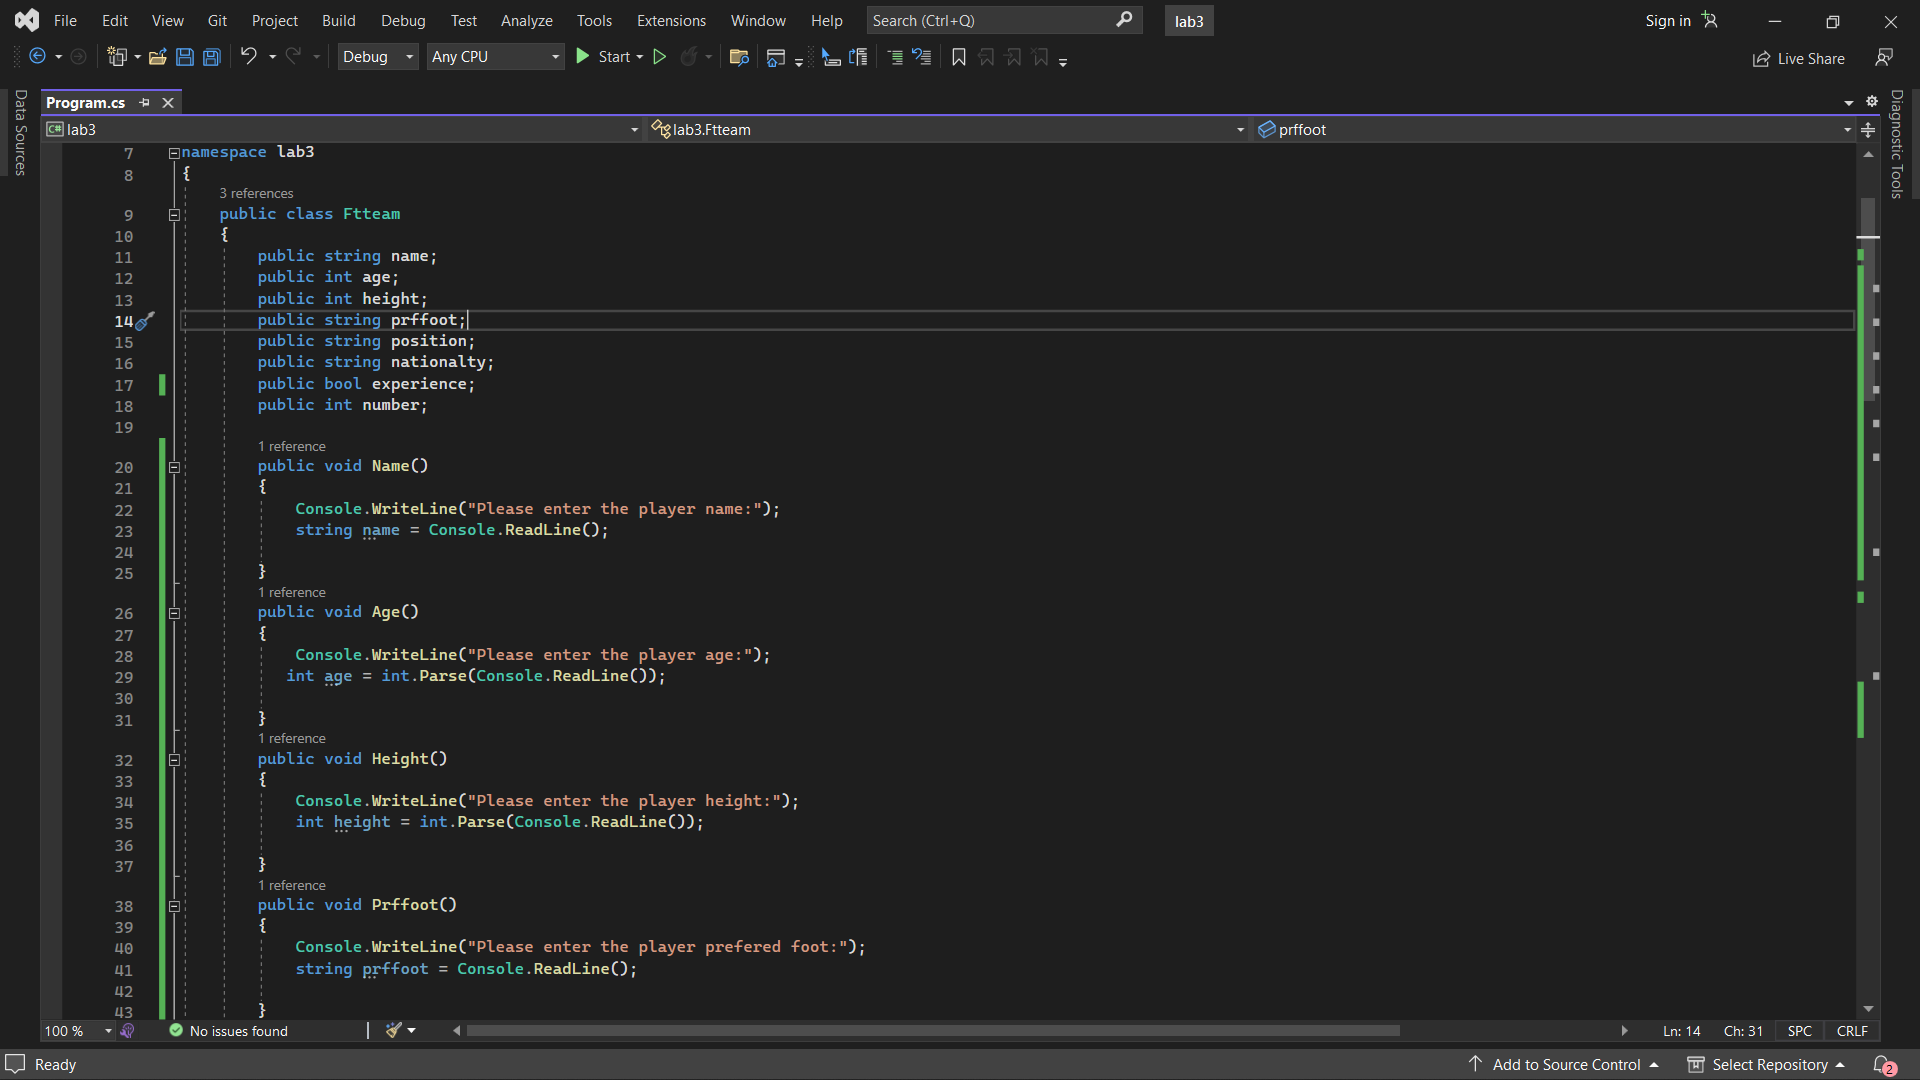 File Edit View Git Project Build Debug Test Analyze Tools Extensions Window Help Search (Ctrl+Q) lab3 Sign in
Debug Any CPU Start Live Share
Data Sources
Diagnostic Tools
Program.cs
C# lab3 lab3.Ftteam prffoot
7 namespace lab3
8 {
3 references
9 public class Ftteam
10 {
11 public string name;
12 public int age;
13 public int height;
14 public string prffoot;
15 public string position;
16 public string nationalty;
17 public bool experience;
18 public int number;
19
1 reference
20 public void Name()
21 {
22 Console.WriteLine("Please enter the player name:");
23 string name = Console.ReadLine();
24
25 }
1 reference
26 public void Age()
27 {
28 Console.WriteLine("Please enter the player age:");
29 int age = int.Parse(Console.ReadLine());
30
31 }
1 reference
32 public void Height()
33 {
34 Console.WriteLine("Please enter the player height:");
35 int height = int.Parse(Console.ReadLine());
36
37 }
1 reference
38 public void Prffoot()
39 {
40 Console.WriteLine("Please enter the player prefered foot:");
41 string prffoot = Console.ReadLine();
42
43 }
100 % No issues found Ln: 14 Ch: 31 SPC CRLF
Ready Add to Source Control Select Repository 2